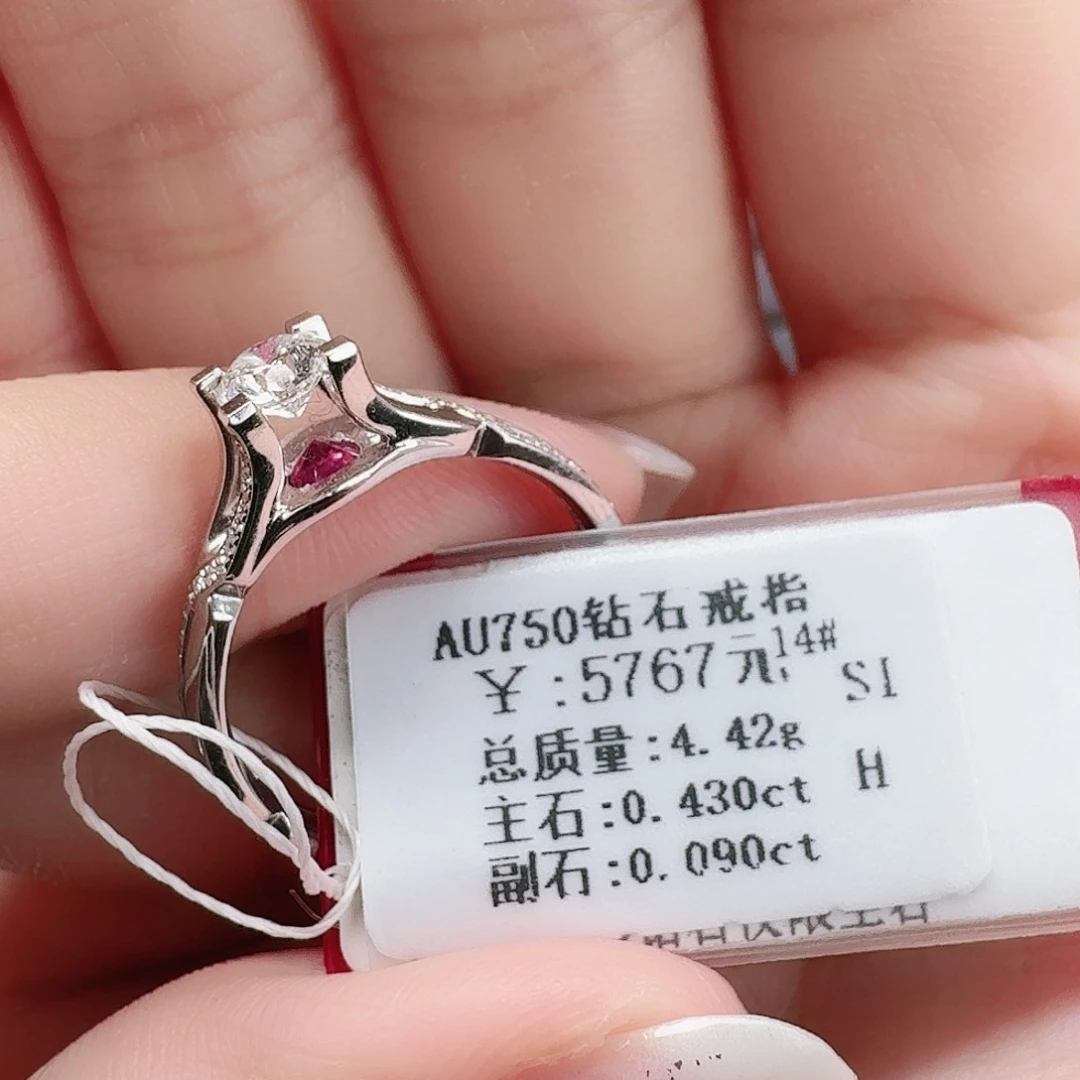 AU750钻石戒指
￥:5767元 14#
SI
总质量:4.42g
H
主石:0.430ct
副石:0.090ct